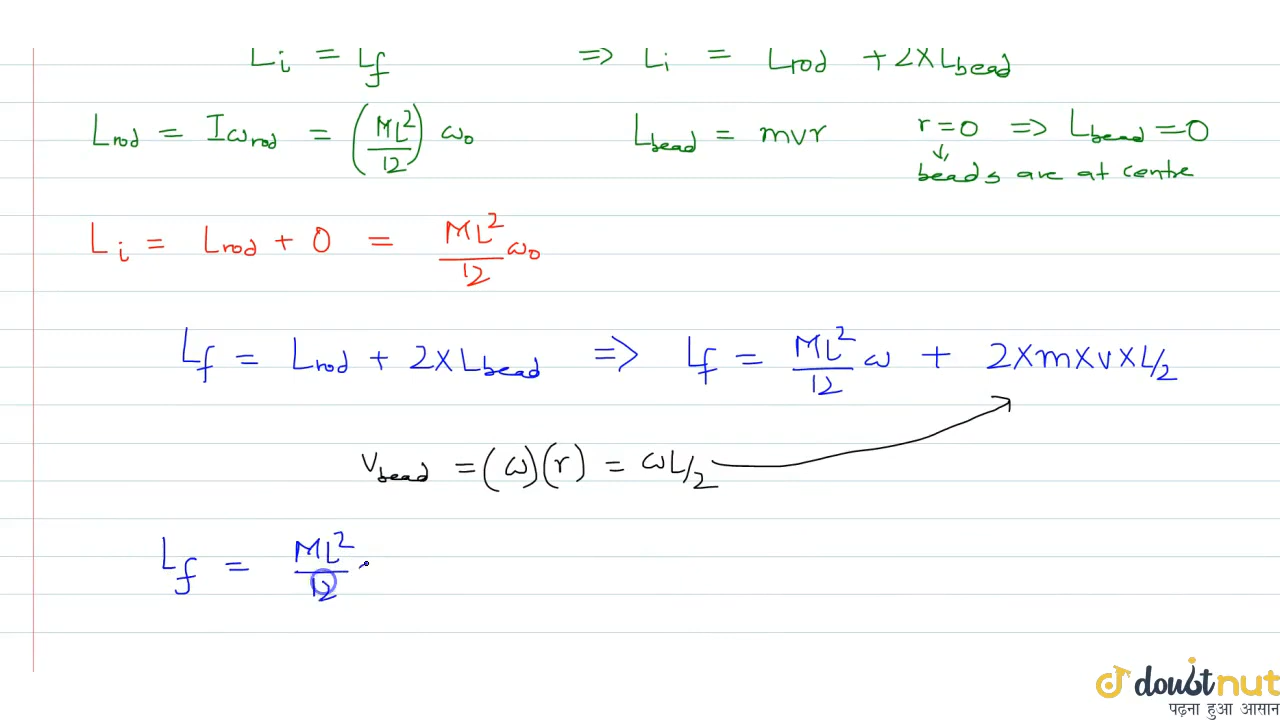 Li = Lf ⇒ Li = Lrod + 2×Lbead
Lrod = Iωrod = (ML²/12) ω₀ Lbead = mvr r=0 ⇒ Lbead=0
beads are at centre
Li = Lrod + 0 = ML²/12 ω₀
Lf = Lrod + 2×Lbead ⇒ Lf = ML²/12 ω + 2×m×v×L/2
Vbead = (ω)(r) = ωL/2
Lf = ML²/12
doubtnut
पढ़ना हुआ आसान